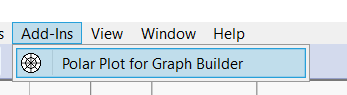 s Add-Ins View Window Help
Polar Plot for Graph Builder